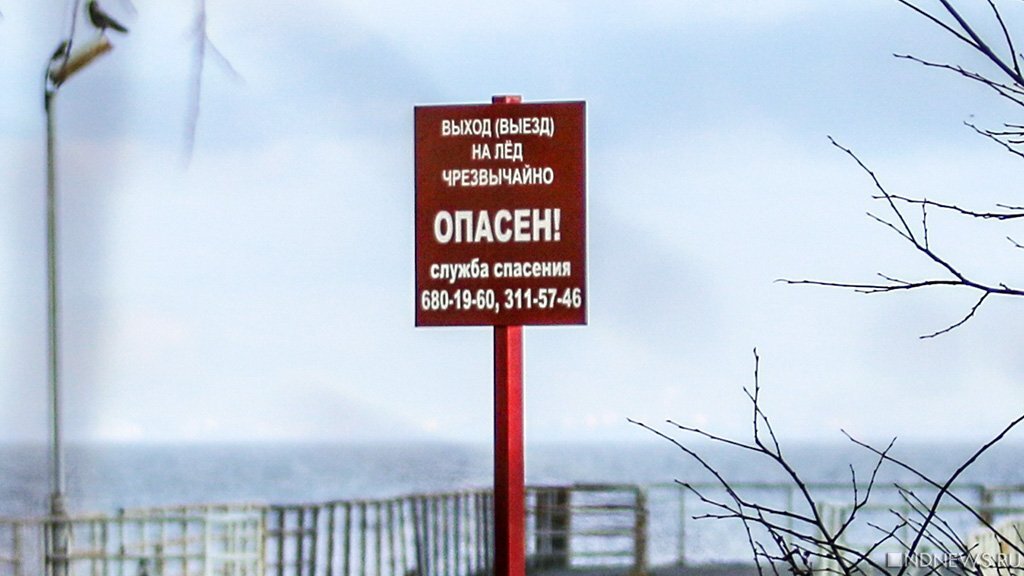 ВЫХОД (ВЫЕЗД)
НА ЛЁД
ЧРЕЗВЫЧАЙНО
ОПАСЕН!
служба спасения
680-19-60, 311-57-46
NDNEWS.RU